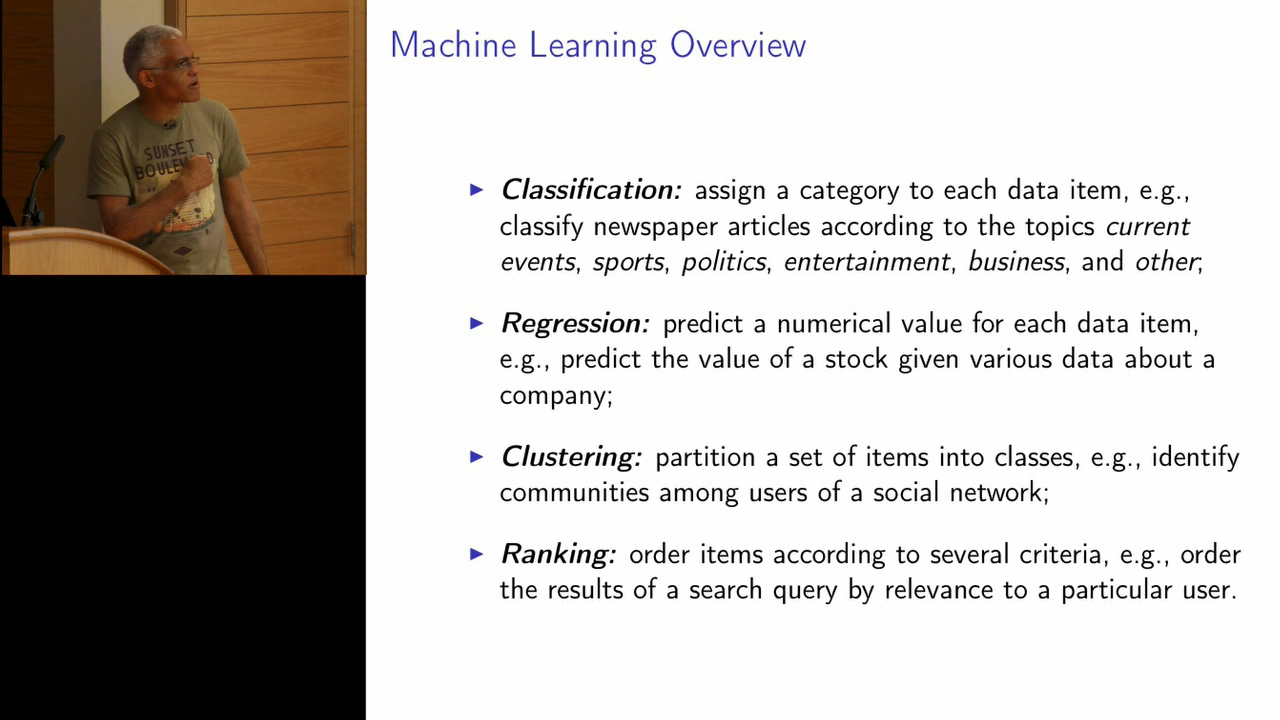 Machine Learning Overview
SUNSET
BOULEVARD
▶ Classification: assign a category to each data item, e.g.,
classify newspaper articles according to the topics current
events, sports, politics, entertainment, business, and other;
▶ Regression: predict a numerical value for each data item,
e.g., predict the value of a stock given various data about a
company;
▶ Clustering: partition a set of items into classes, e.g., identify
communities among users of a social network;
▶ Ranking: order items according to several criteria, e.g., order
the results of a search query by relevance to a particular user.